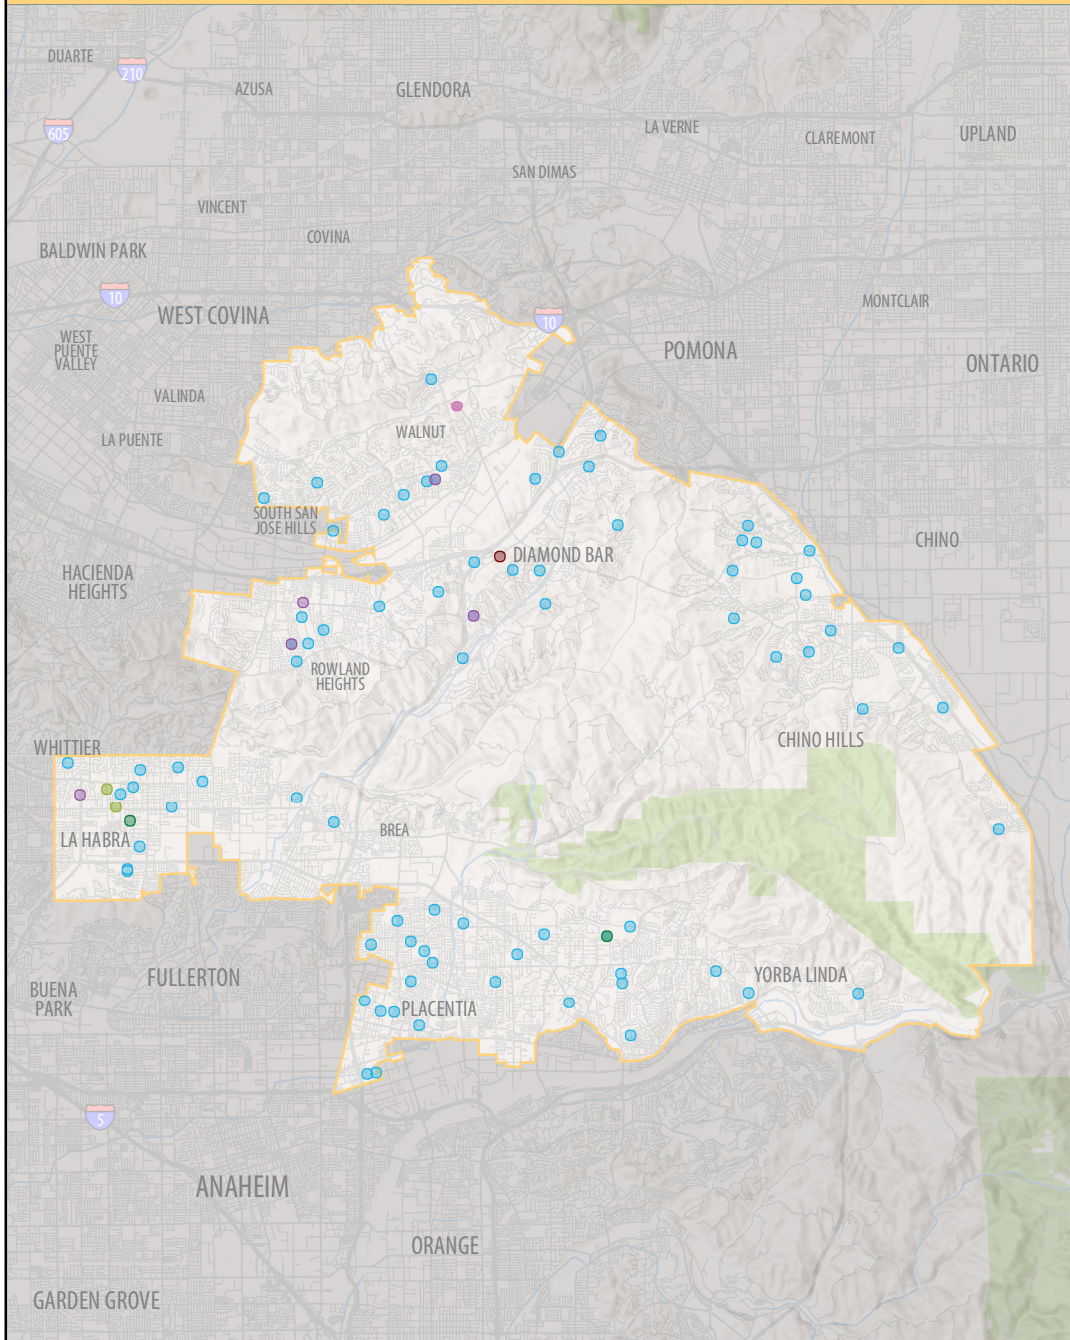 DUARTE
210
AZUSA
GLENDORA
605
LA VERNE
CLAREMONT
UPLAND
SAN DIMAS
VINCENT
COVINA
BALDWIN PARK
10
WEST COVINA
MONTCLAIR
10
WEST
PUENTE
VALLEY
POMONA
ONTARIO
VALINDA
WALNUT
LA PUENTE
SOUTH SAN
JOSE HILLS
DIAMOND BAR
CHINO
HACIENDA
HEIGHTS
ROWLAND
HEIGHTS
WHITTIER
CHINO HILLS
LA HABRA
BREA
FULLERTON
YORBA LINDA
BUENA
PARK
PLACENTIA
5
ANAHEIM
ORANGE
GARDEN GROVE